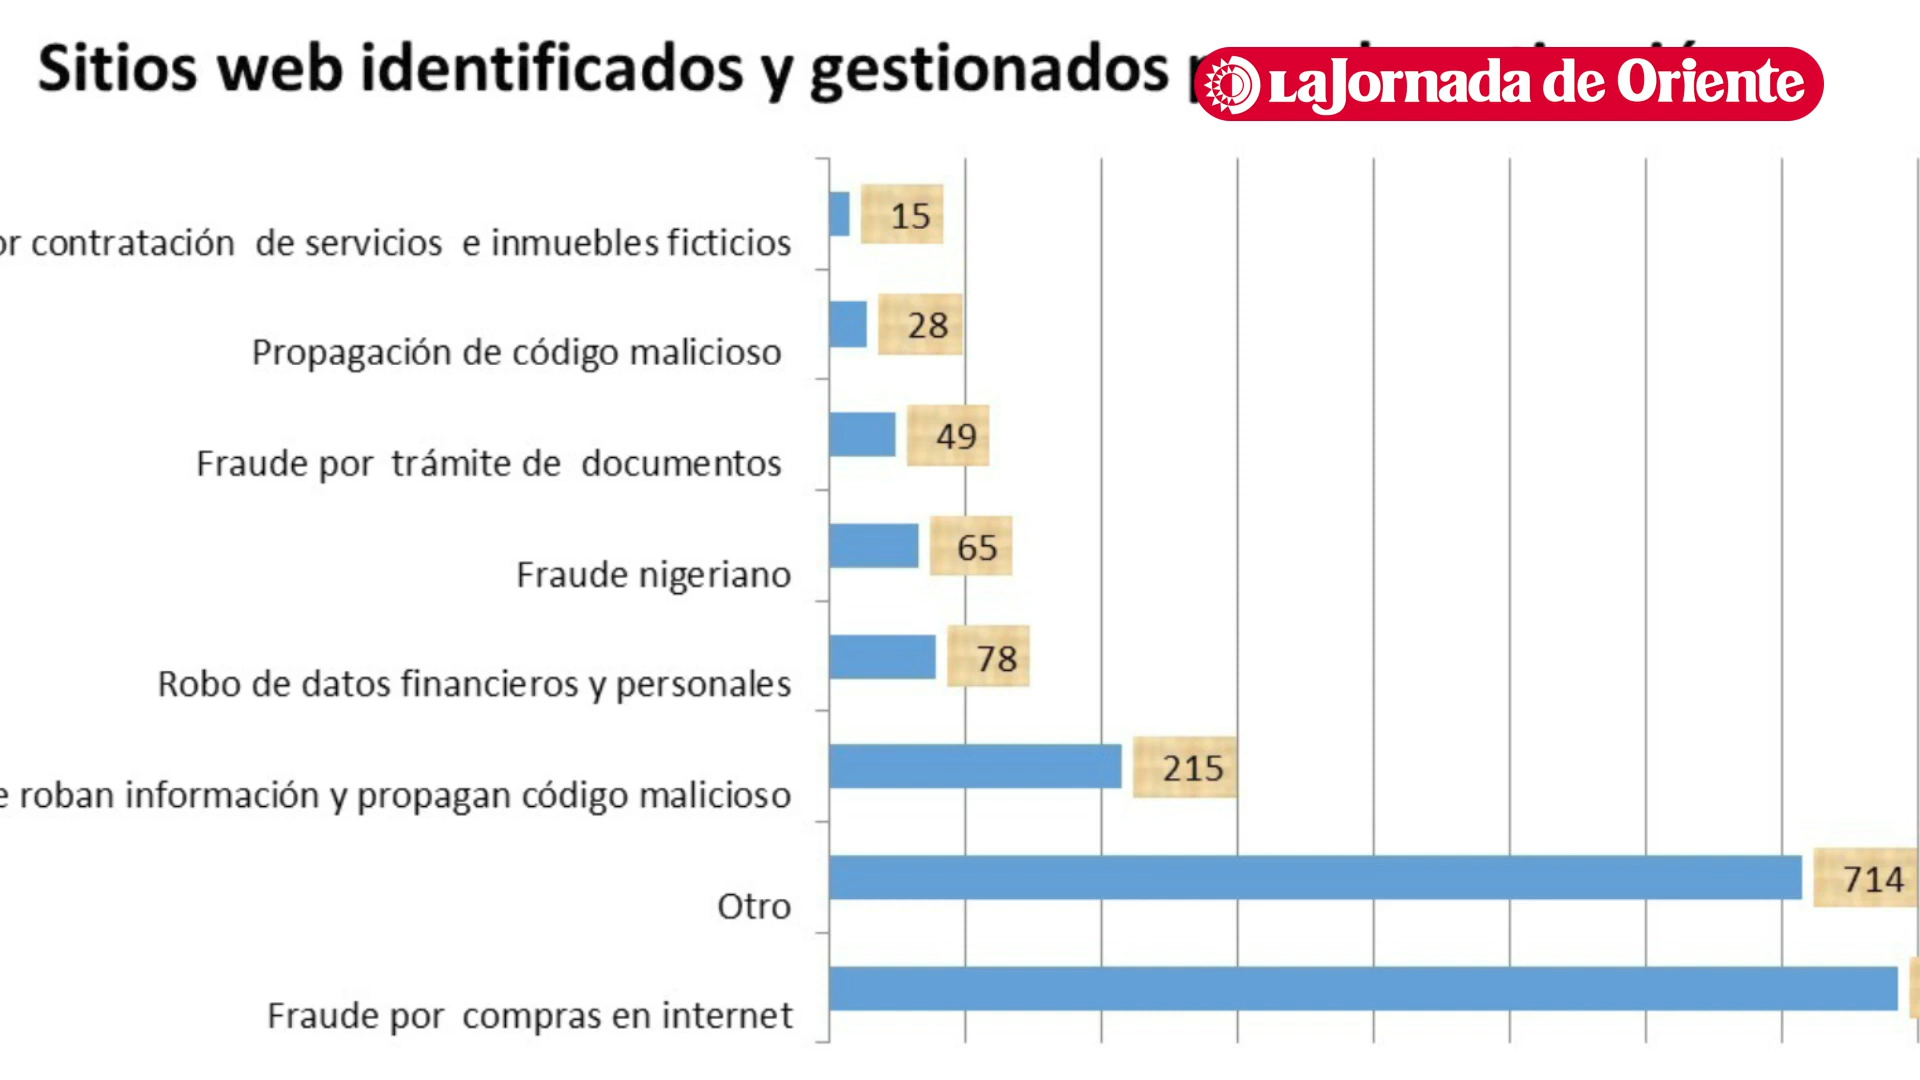 Sitios web identificados y gestionados
LaJornada de Oriente
15
or contratación de servicios e inmuebles ficticios
28
Propagación de código malicioso
49
Fraude por trámite de documentos
65
Fraude nigeriano
78
Robo de datos financieros y personales
215
e roban información y propagan código malicioso
714
Otro
Fraude por compras en internet